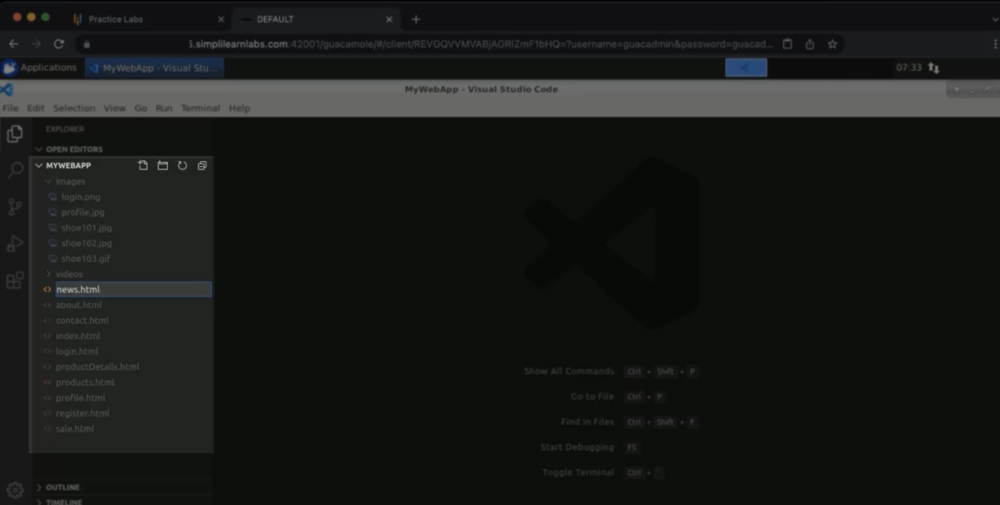 Practice Labs
DEFAULT
5.simplilearnlabs.com:42001/guacamole/#/client/REVGQVVMVABjAGRIZmF1bHQ=?username=guacadmin&password=guacad...
Applications
MyWebApp - Visual Stu...
07:33
MyWebApp - Visual Studio Code
File Edit Selection View Go Run Terminal Help
EXPLORER
OPEN EDITORS
MYWEBAPP
images
login.png
profile.jpg
shoe101.jpg
shoe102.jpg
shoe103.gif
videos
news.html
about.html
contact.html
index.html
login.html
productDetails.html
products.html
profile.html
register.html
sale.html
Show All Commands Ctrl + Shift + P
Go to File Ctrl + P
Find in Files Ctrl + Shift + F
Start Debugging F5
Toggle Terminal Ctrl + `
OUTLINE
TIMELINE